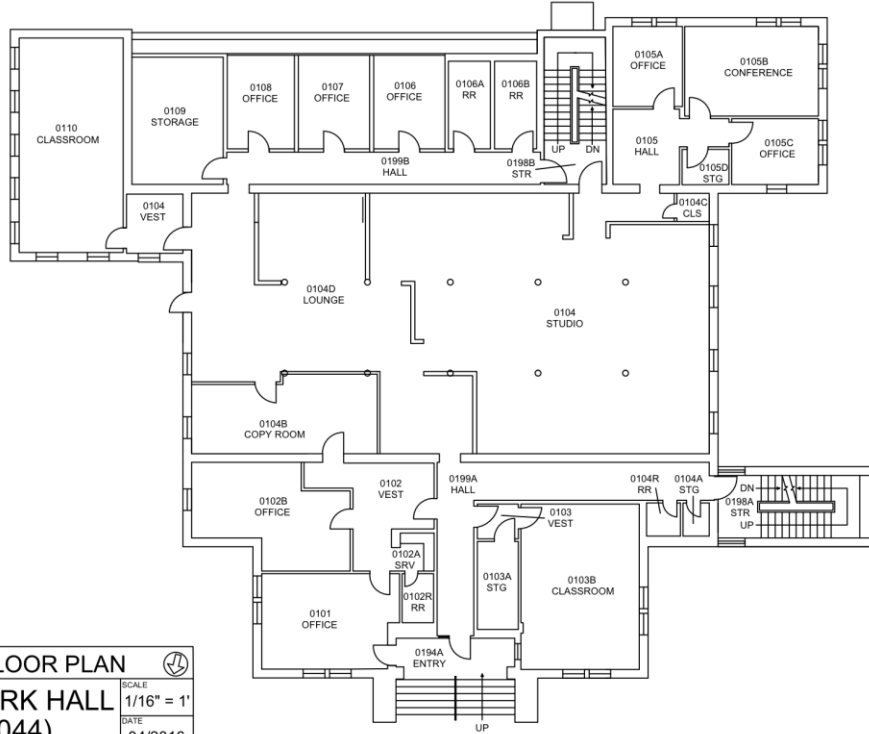 0105A
OFFICE
0105B
CONFERENCE
0108
OFFICE
0107
OFFICE
0106
OFFICE
0106A
RR
0106B
RR
0109
STORAGE
0110
CLASSROOM
UP
DN
0105
HALL
0105C
OFFICE
0199B
HALL
0198B
STR
0105D
STG
0104
VEST
0104C
CLS
0104D
LOUNGE
0104
STUDIO
0104B
COPY ROOM
0199A
HALL
0104R
RR
0104A
STG
0102
VEST
0102B
OFFICE
DN
0198A
STR
UP
0103
VEST
0102A
SRV
0103A
STG
0103B
CLASSROOM
0102R
RR
0101
OFFICE
0194A
ENTRY
UP
LOOR PLAN
RK HALL
SCALE
1/16" = 1'
DATE